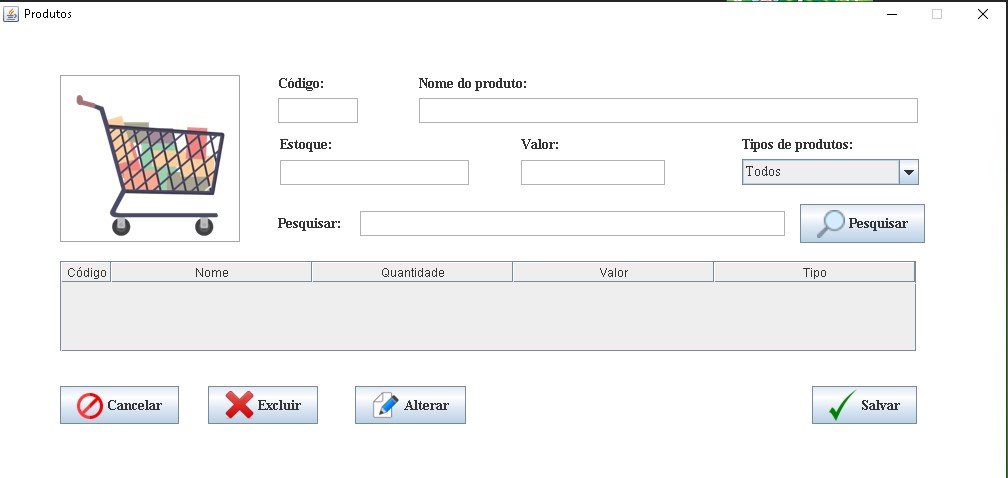 Produtos
Código: Nome do produto:
Estoque: Valor: Tipos de produtos:
Todos
Pesquisar: Pesquisar
Código Nome Quantidade Valor Tipo
Cancelar Excluir Alterar Salvar